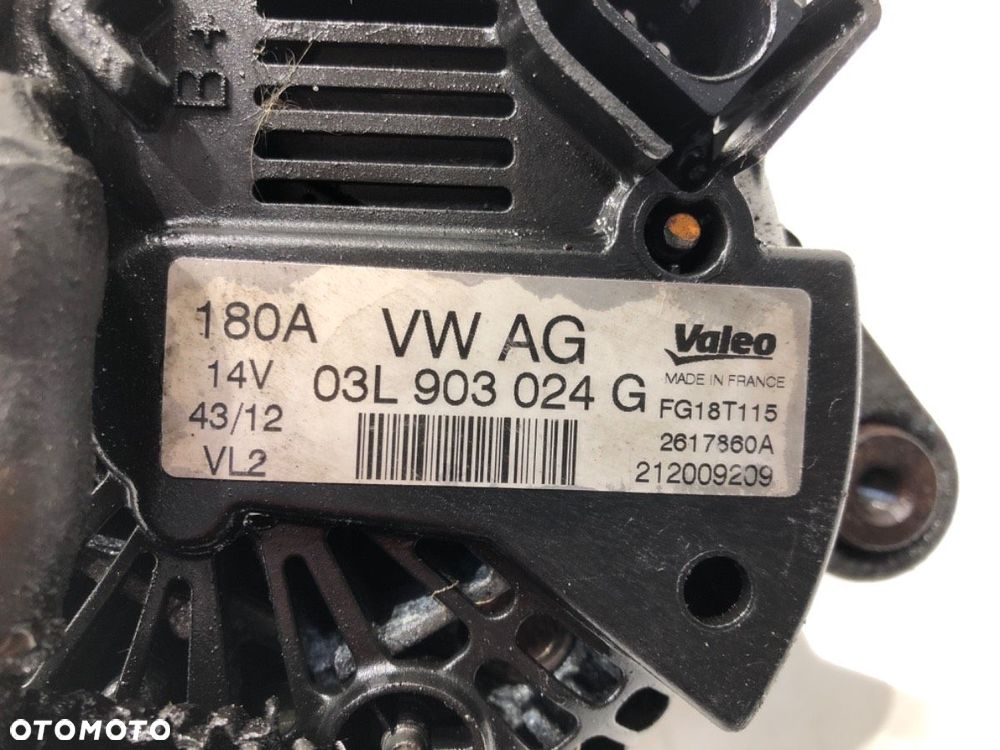 B+
180A VW AG Valeo
14V 03L 903 024 G MADE IN FRANCE
43/12 FG18T115
2617860A
VL2 212009209
OTOMOTO